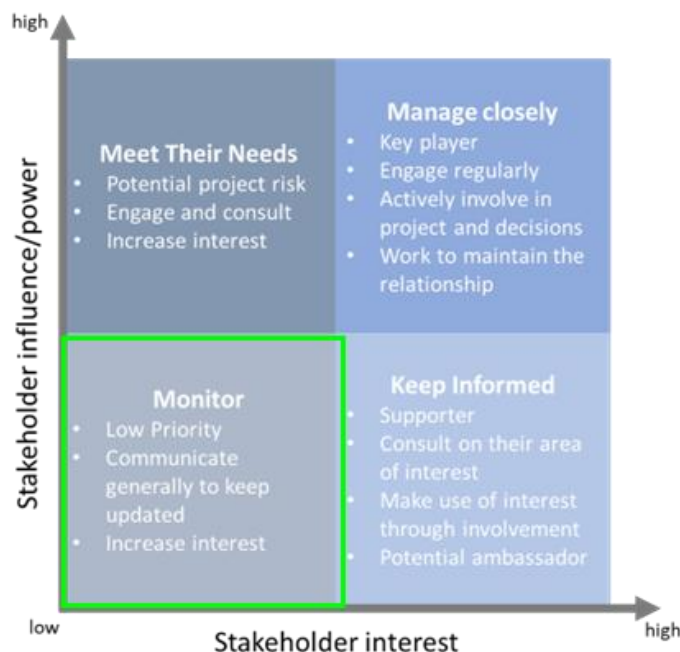 high
Stakeholder influence/power
Meet Their Needs
• Potential project risk
• Engage and consult
• Increase interest
Manage closely
• Key player
• Engage regularly
• Actively involve in
project and decisions
• Work to maintain the
relationship
Monitor
• Low Priority
• Communicate
generally to keep
updated
• Increase interest
Keep Informed
• Supporter
• Consult on their area
of interest
• Make use of interest
through involvement
• Potential ambassador
low
Stakeholder interest
high